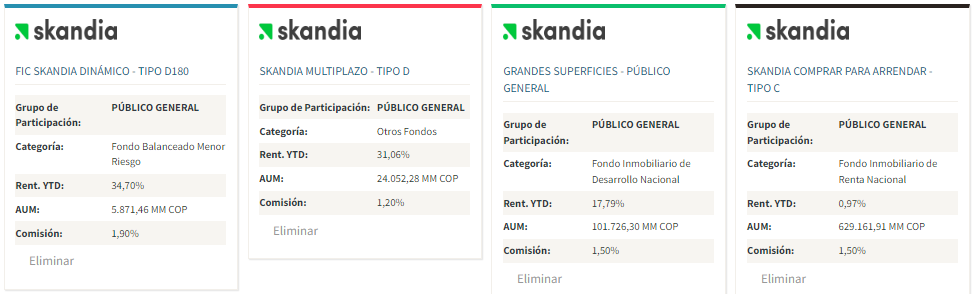 skandia
FIC SKANDIA DINÁMICO - TIPO D180
Grupo de PÚBLICO GENERAL
Participación:
Categoría: Fondo Balanceado Menor
Riesgo
Rent. YTD: 34,70%
AUM: 5.871,46 MM COP
Comisión: 1,90%
Eliminar
skandia
SKANDIA MULTIPLAZO - TIPO D
Grupo de Participación: PÚBLICO GENERAL
Categoría: Otros Fondos
Rent. YTD: 31,06%
AUM: 24.052,28 MM COP
Comisión: 1,20%
Eliminar
skandia
GRANDES SUPERFICIES - PÚBLICO
GENERAL
Grupo de PÚBLICO GENERAL
Participación:
Categoría: Fondo Inmobiliario de
Desarrollo Nacional
Rent. YTD: 17,79%
AUM: 101.726,30 MM COP
Comisión: 1,50%
Eliminar
skandia
SKANDIA COMPRAR PARA ARRENDAR -
TIPO C
Grupo de PÚBLICO GENERAL
Participación:
Categoría: Fondo Inmobiliario de
Renta Nacional
Rent. YTD: 0,97%
AUM: 629.161,91 MM COP
Comisión: 1,50%
Eliminar